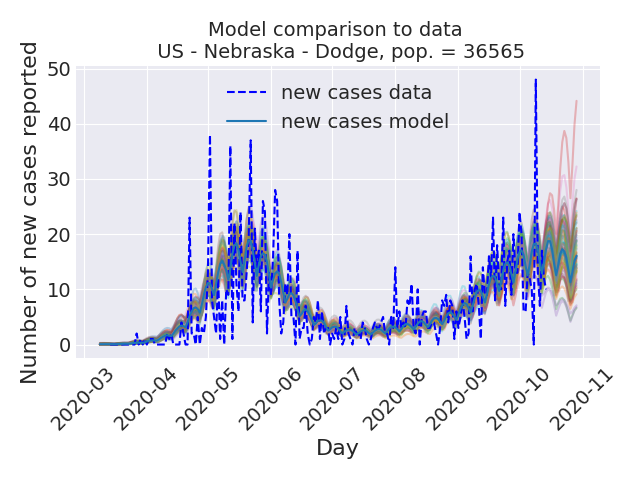 Model comparison to data
US - Nebraska - Dodge, pop. = 36565
Number of new cases reported
50
40
30
20
10
0
new cases data
new cases model
2020-03
2020-04
2020-05
2020-06
2020-07
2020-08
2020-09
2020-10
2020-11
Day